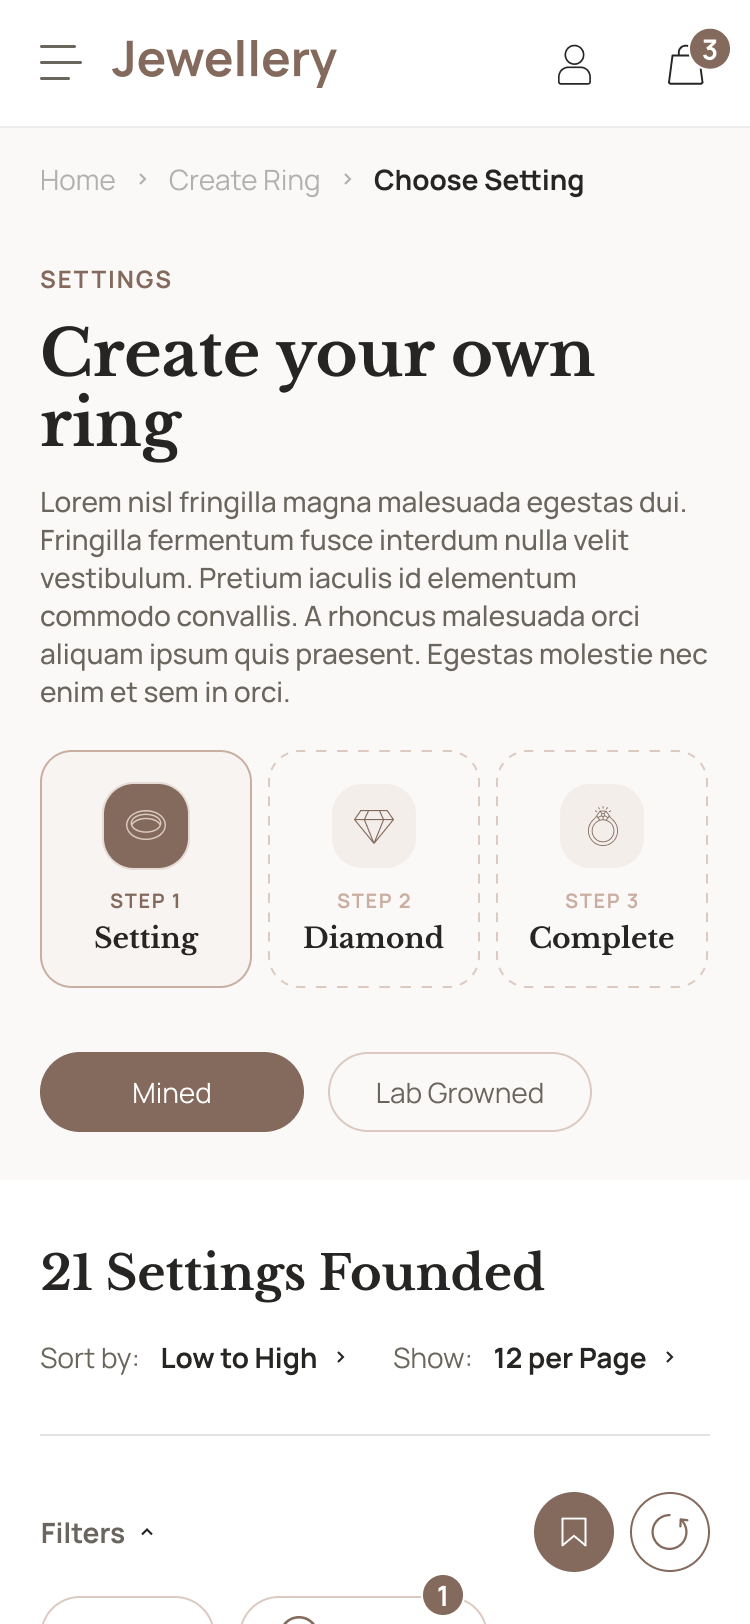 Jewellery
3
Home > Create Ring > Choose Setting
SETTINGS
Create your own
ring
Lorem nisl fringilla magna malesuada egestas dui.
Fringilla fermentum fusce interdum nulla velit
vestibulum. Pretium iaculis id elementum
commodo convallis. A rhoncus malesuada orci
aliquam ipsum quis praesent. Egestas molestie nec
enim et sem in orci.
STEP 1
Setting
STEP 2
Diamond
STEP 3
Complete
Mined
Lab Growned
21 Settings Founded
Sort by: Low to High
Show: 12 per Page
Filters
1